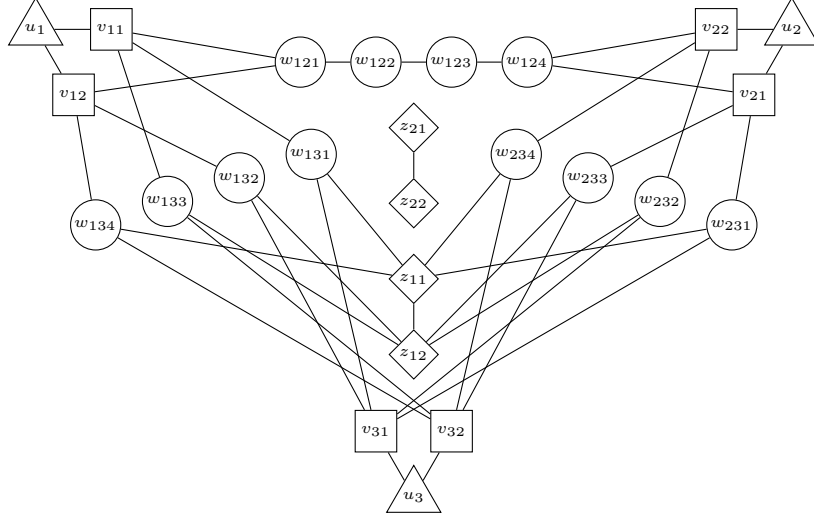 u₁ v₁₁ v₂₂ u₂
w₁₂₁ w₁₂₂ w₁₂₃ w₁₂₄
v₁₂ v₂₁
z₂₁
w₁₃₁ w₂₃₄
w₁₃₂ w₂₃₃
w₁₃₃ z₂₂ w₂₃₂
w₁₃₄ w₂₃₁
z₁₁
z₁₂
v₃₁ v₃₂
u₃